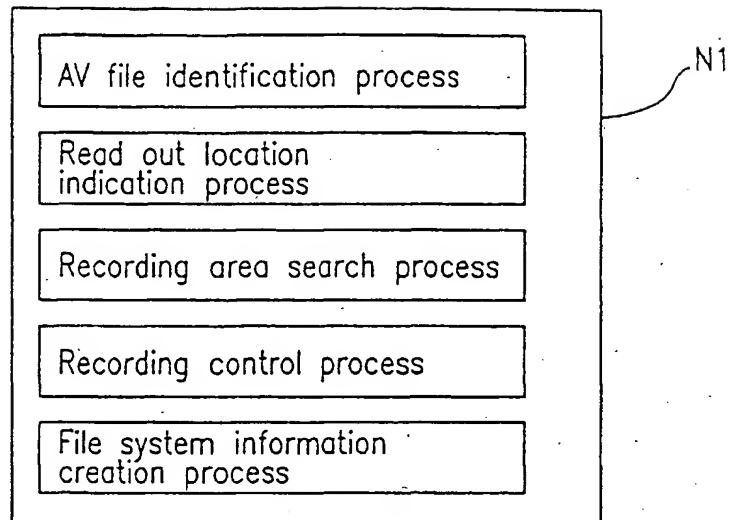 AV file identification process
N1
Read out location
indication process
Recording area search process
Recording control process
File system information
creation process